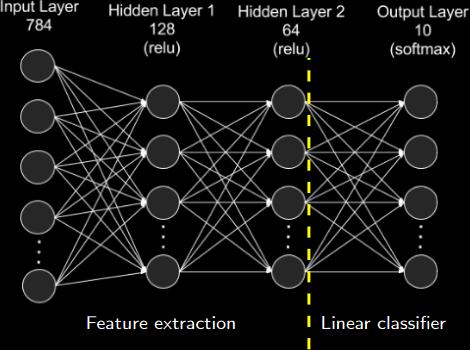 Input Layer
784
Hidden Layer 1
128
(relu)
Hidden Layer 2
64
(relu)
Output Layer
10
(softmax)
Feature extraction
Linear classifier